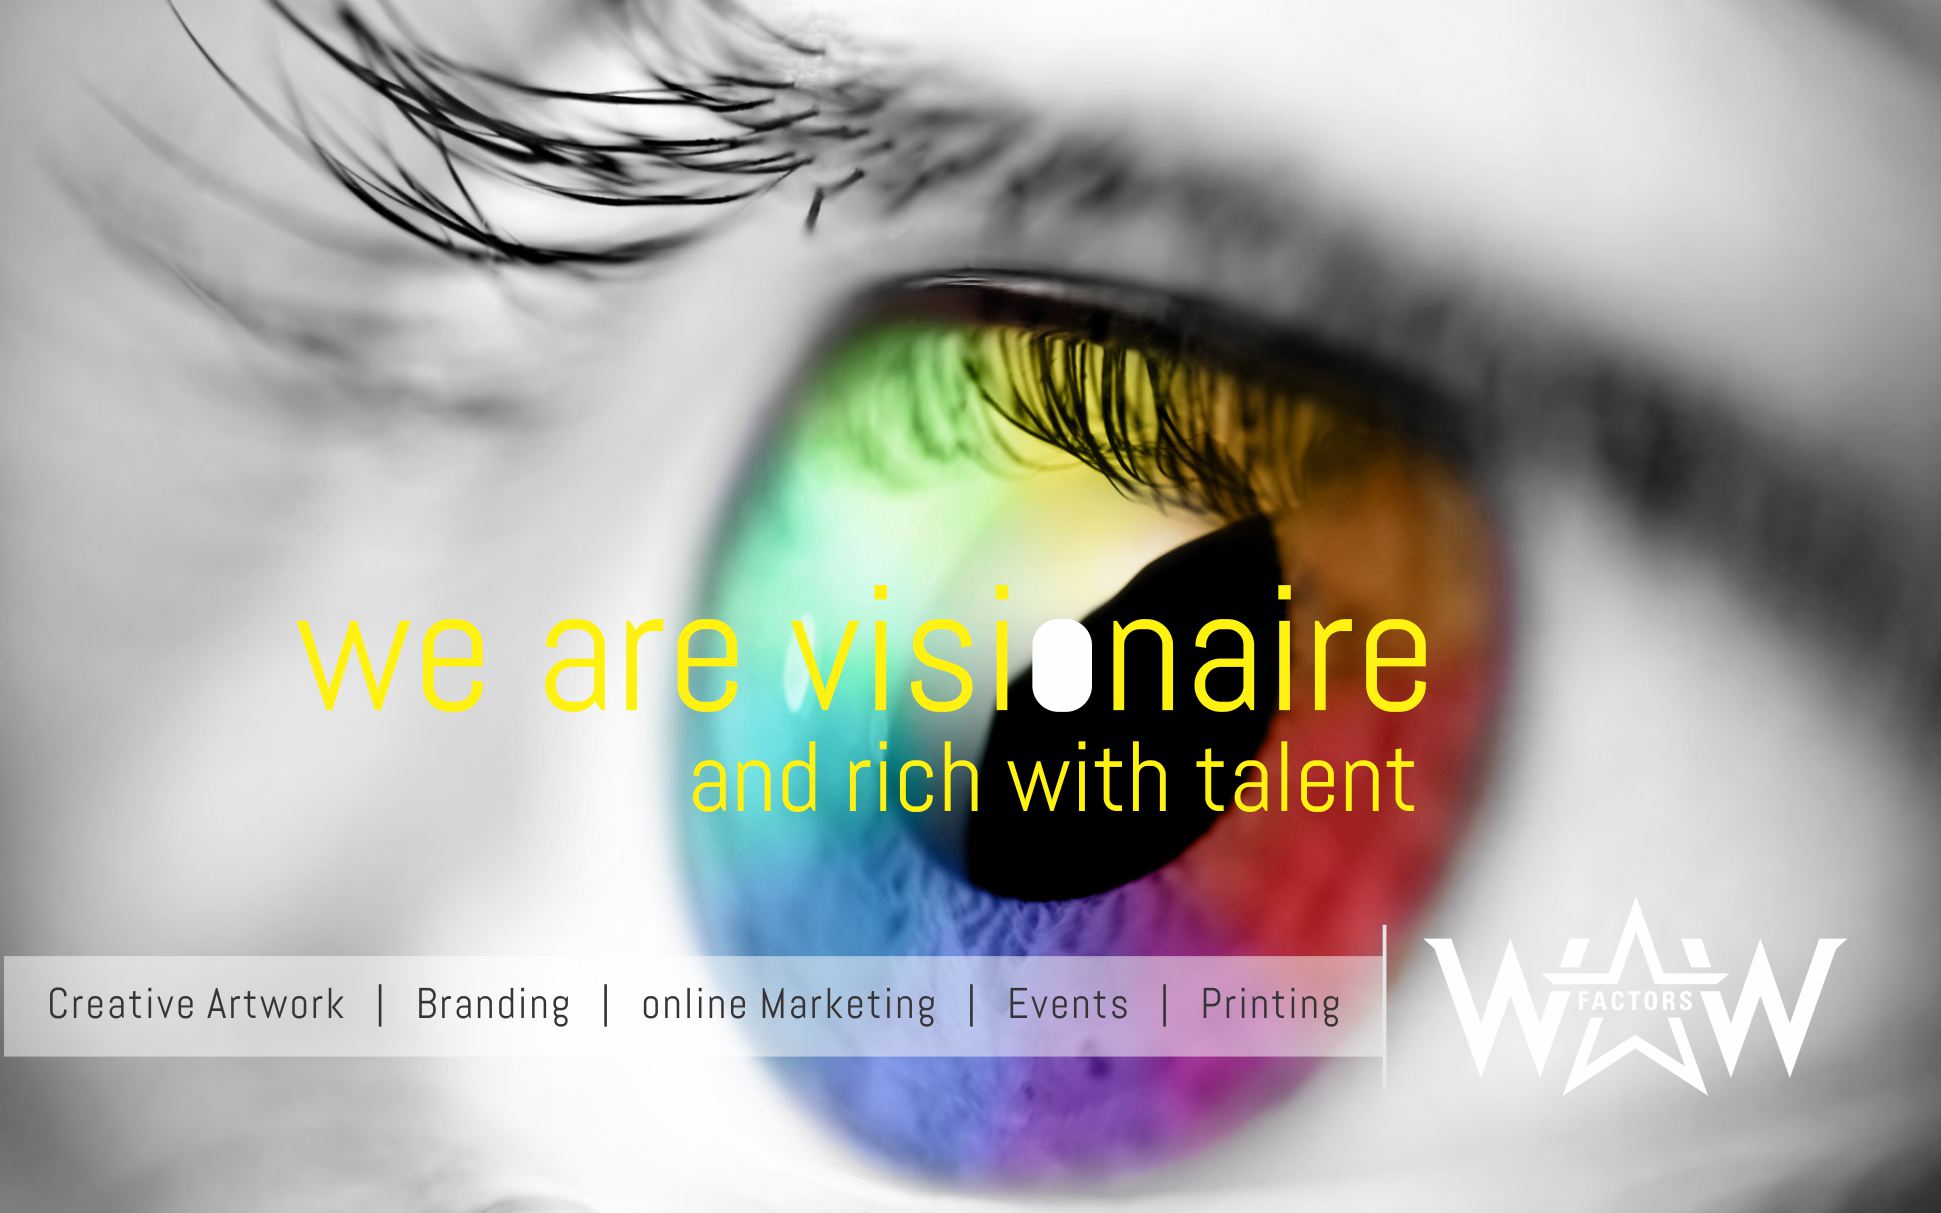 we are visionaire
and rich with talent
Creative Artwork | Branding | online Marketing | Events | Printing
WAW
FACTORS